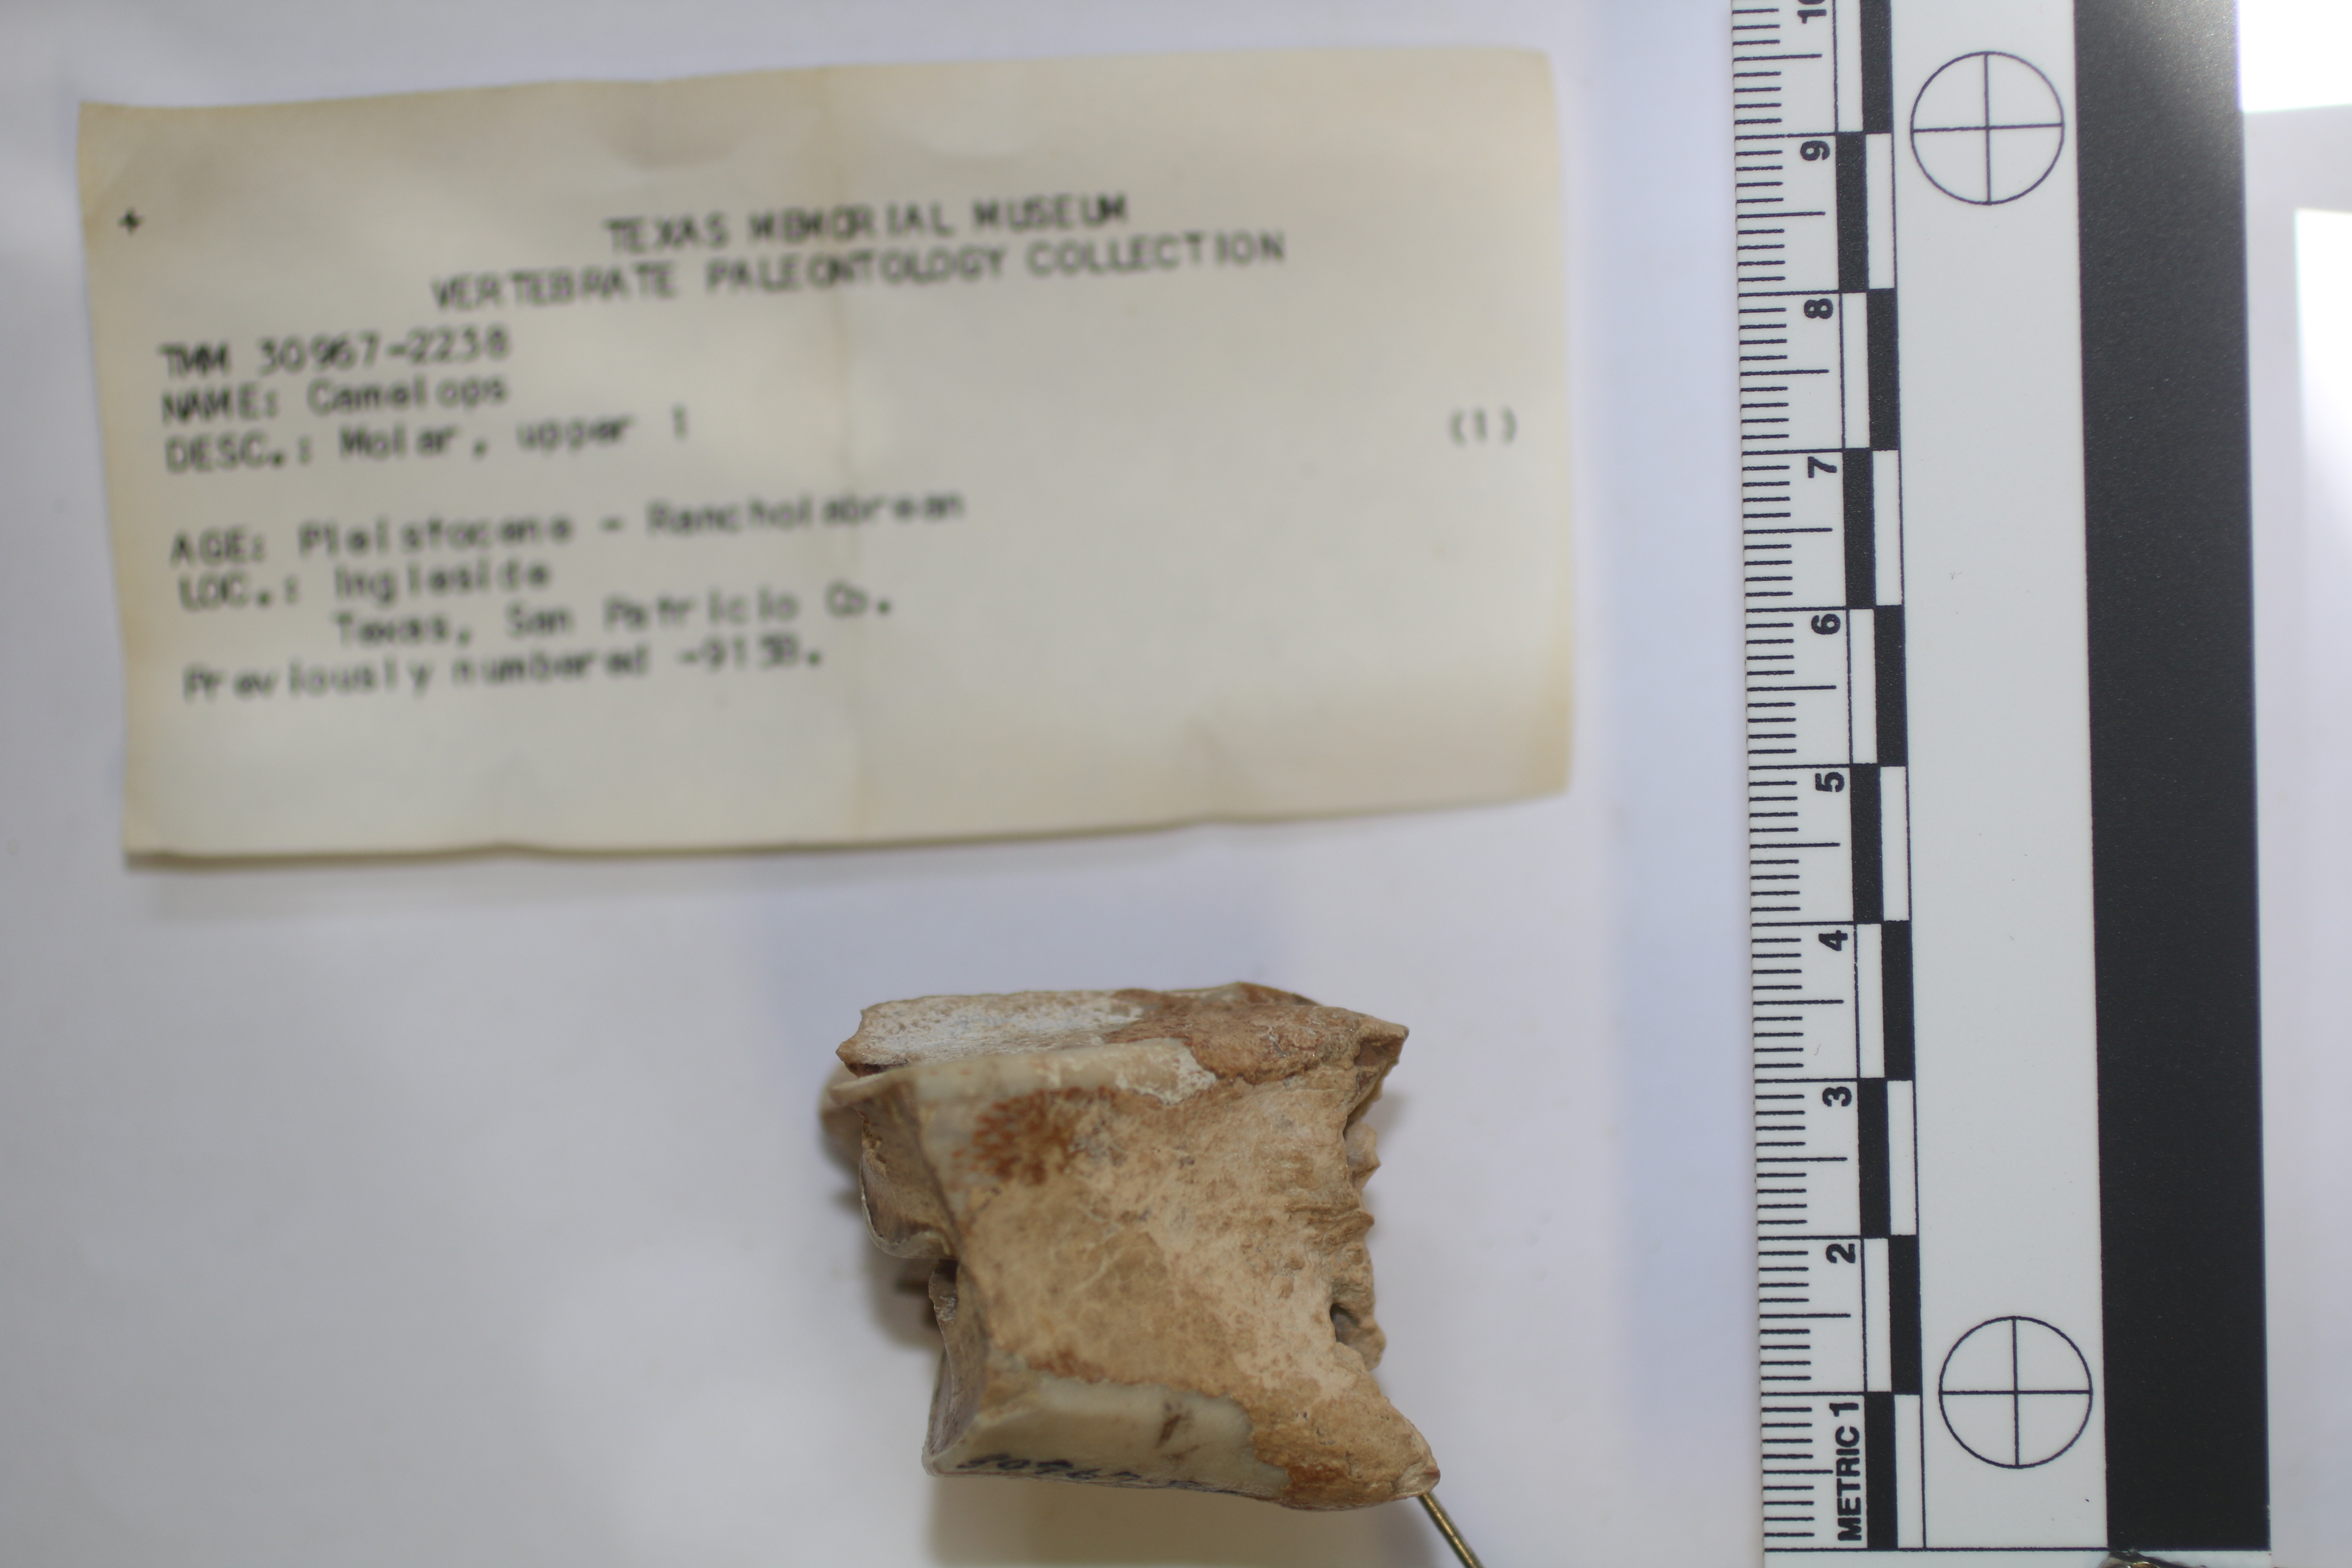 TEXAS MEMORIAL MUSEUM
VERTEBRATE PALEONTOLOGY COLLECTION
TMM 30967-2238
NAME: Camelops
DESC.: Molar, upper 1 (1)
AGE: Pleistocene - Rancholabrean
LOC.: Ingleside
Texas, San Patricio Co.
Previously numbered -913B.
10
9
8
7
6
5
4
3
2
METRIC 1